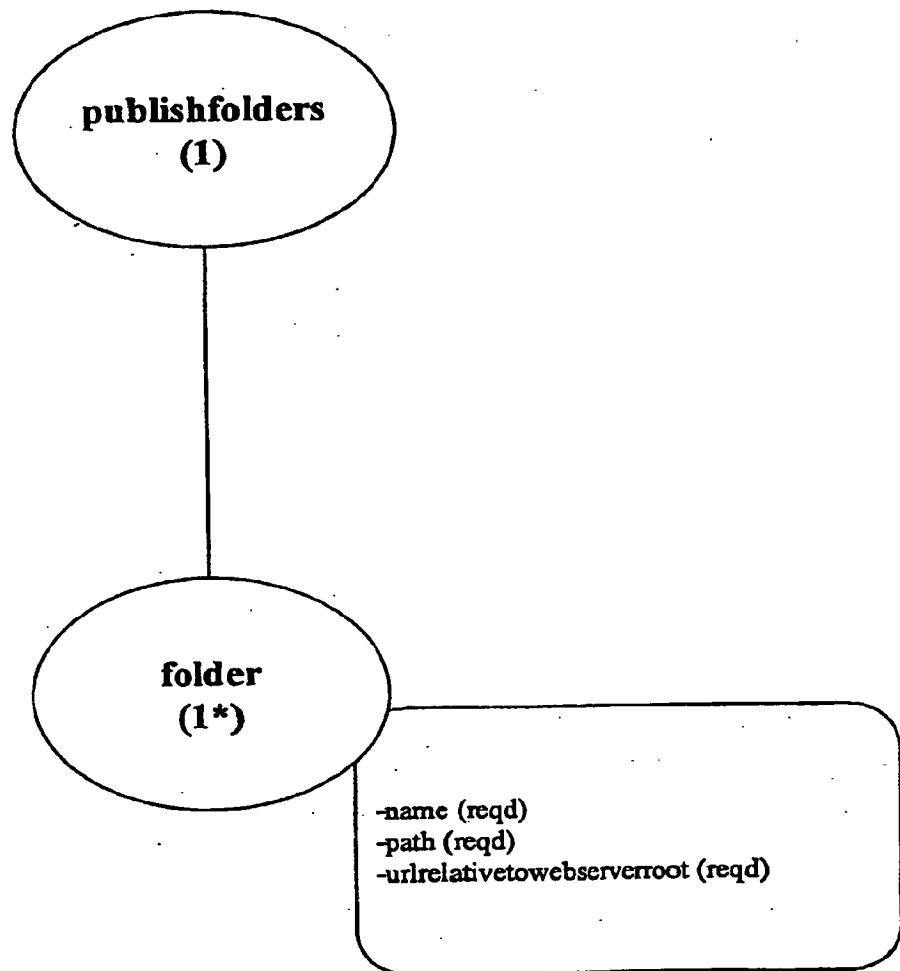 publishfolders
(1)
folder
(1*)
-name (reqd)
-path (reqd)
-urlrelativetowebserverroot (reqd)